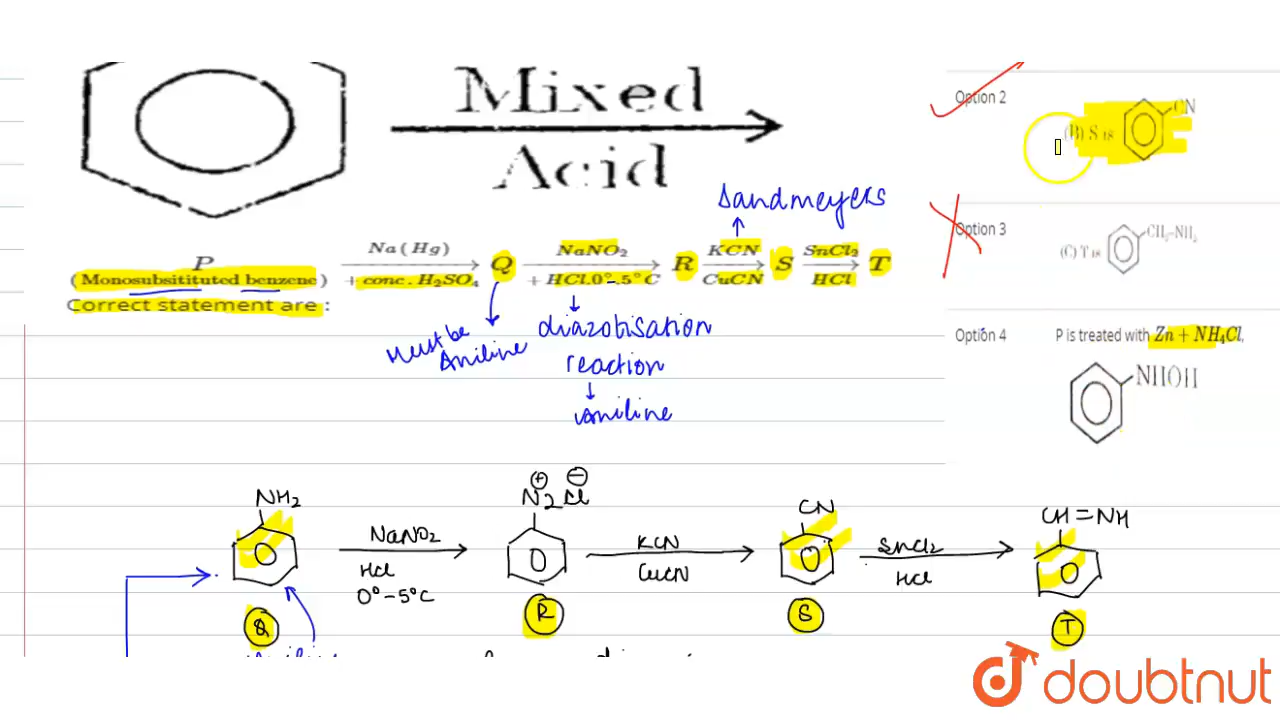 Mixed
Acid
Sandmeyers
P
(Monosubsitituted benzene)
Na(Hg)
+ conc. H₂SO₄
Q
NaNO₂
+ HCl.0°–.5°C
R
KCN
CuCN
S
SnCl₂
HCl
T
Correct statement are :
Must be
Aniline
diazotisation
reaction
aniline
Option 2
(B) S is
CN
Option 3
(C) T is
CH₂–NH₂
Option 4
P is treated with Zn + NH₄Cl,
NHOH
NH₂
NaNO₂
HCl
0°–5°C
Q
N₂Cl
+ −
R
KCN
CuCN
CN
S
SnCl₂
HCl
CH=NH
T
doubtnut